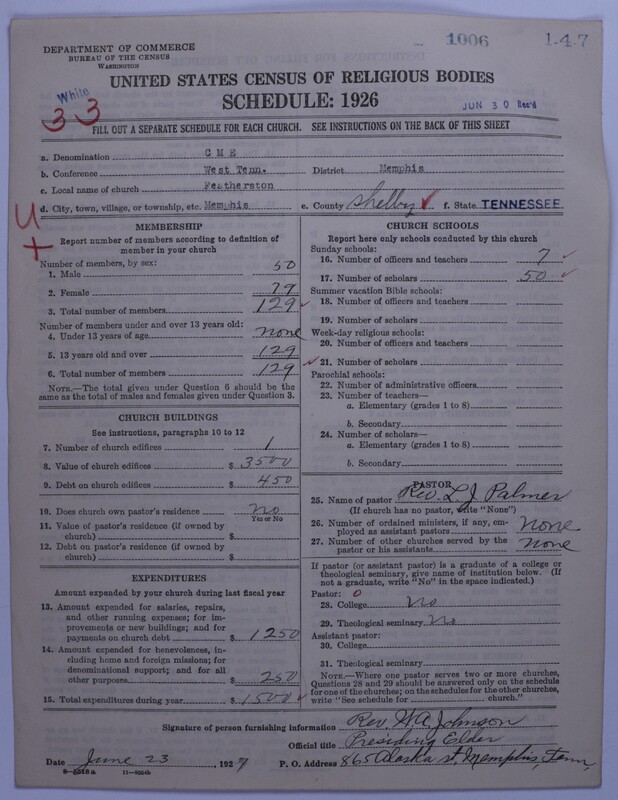 DEPARTMENT OF COMMERCE
BUREAU OF THE CENSUS
WASHINGTON
1006
1-4-7
UNITED STATES CENSUS OF RELIGIOUS BODIES
White
33
SCHEDULE: 1926
JUN 30 Rec'd
FILL OUT A SEPARATE SCHEDULE FOR EACH CHURCH. SEE INSTRUCTIONS ON THE BACK OF THIS SHEET
a. Denomination C M E
b. Conference West Tenn. District Memphis
c. Local name of church Featherston
d. City, town, village, or township, etc. Memphis e. County Shelby f. State TENNESSEE
U
MEMBERSHIP
Report number of members according to definition of
member in your church
Number of members, by sex:
1. Male 50
2. Female 79
3. Total number of members 129
Number of members under and over 13 years old:
4. Under 13 years of age none
5. 13 years old and over 129
6. Total number of members 129
NOTE.—The total given under Question 6 should be the
same as the total of males and females given under Question 3.
CHURCH BUILDINGS
See instructions, paragraphs 10 to 12
7. Number of church edifices 1
8. Value of church edifices $ 3500
9. Debt on church edifices $ 450
10. Does church own pastor's residence no
Yes or No
11. Value of pastor's residence (if owned by
church) $
12. Debt on pastor's residence (if owned by
church) $
EXPENDITURES
Amount expended by your church during last fiscal year
13. Amount expended for salaries, repairs,
and other running expenses; for im-
provements or new buildings; and for
payments on church debt $ 1250
14. Amount expended for benevolences, in-
cluding home and foreign missions; for
denominational support; and for all
other purposes $ 250
15. Total expenditures during year $ 1500
CHURCH SCHOOLS
Report here only schools conducted by this church
Sunday schools:
16. Number of officers and teachers 7
17. Number of scholars 50
Summer vacation Bible schools:
18. Number of officers and teachers
19. Number of scholars
Week-day religious schools:
20. Number of officers and teachers
21. Number of scholars
Parochial schools:
22. Number of administrative officers
23. Number of teachers—
a. Elementary (grades 1 to 8)
b. Secondary
24. Number of scholars—
a. Elementary (grades 1 to 8)
b. Secondary
PASTOR
25. Name of pastor Rev. L. J. Palmer
(If church has no pastor, write "None")
26. Number of ordained ministers, if any, em-
ployed as assistant pastors none
27. Number of other churches served by the
pastor or his assistants none
If pastor (or assistant pastor) is a graduate of a college or
theological seminary, give name of institution below. (If
not a graduate, write "No" in the space indicated.)
Pastor: 0
28. College No
29. Theological seminary No
Assistant pastor:
30. College
31. Theological seminary
NOTE.—Where one pastor serves two or more churches,
Questions 28 and 29 should be answered only on the schedule
for one of the churches; on the schedules for the other churches,
write "See schedule for church."
Signature of person furnishing information Rev. H A Johnson
Official title Presiding Elder
Date June 23, 1927 P. O. Address 865 Alaska st, Memphis, Tenn,